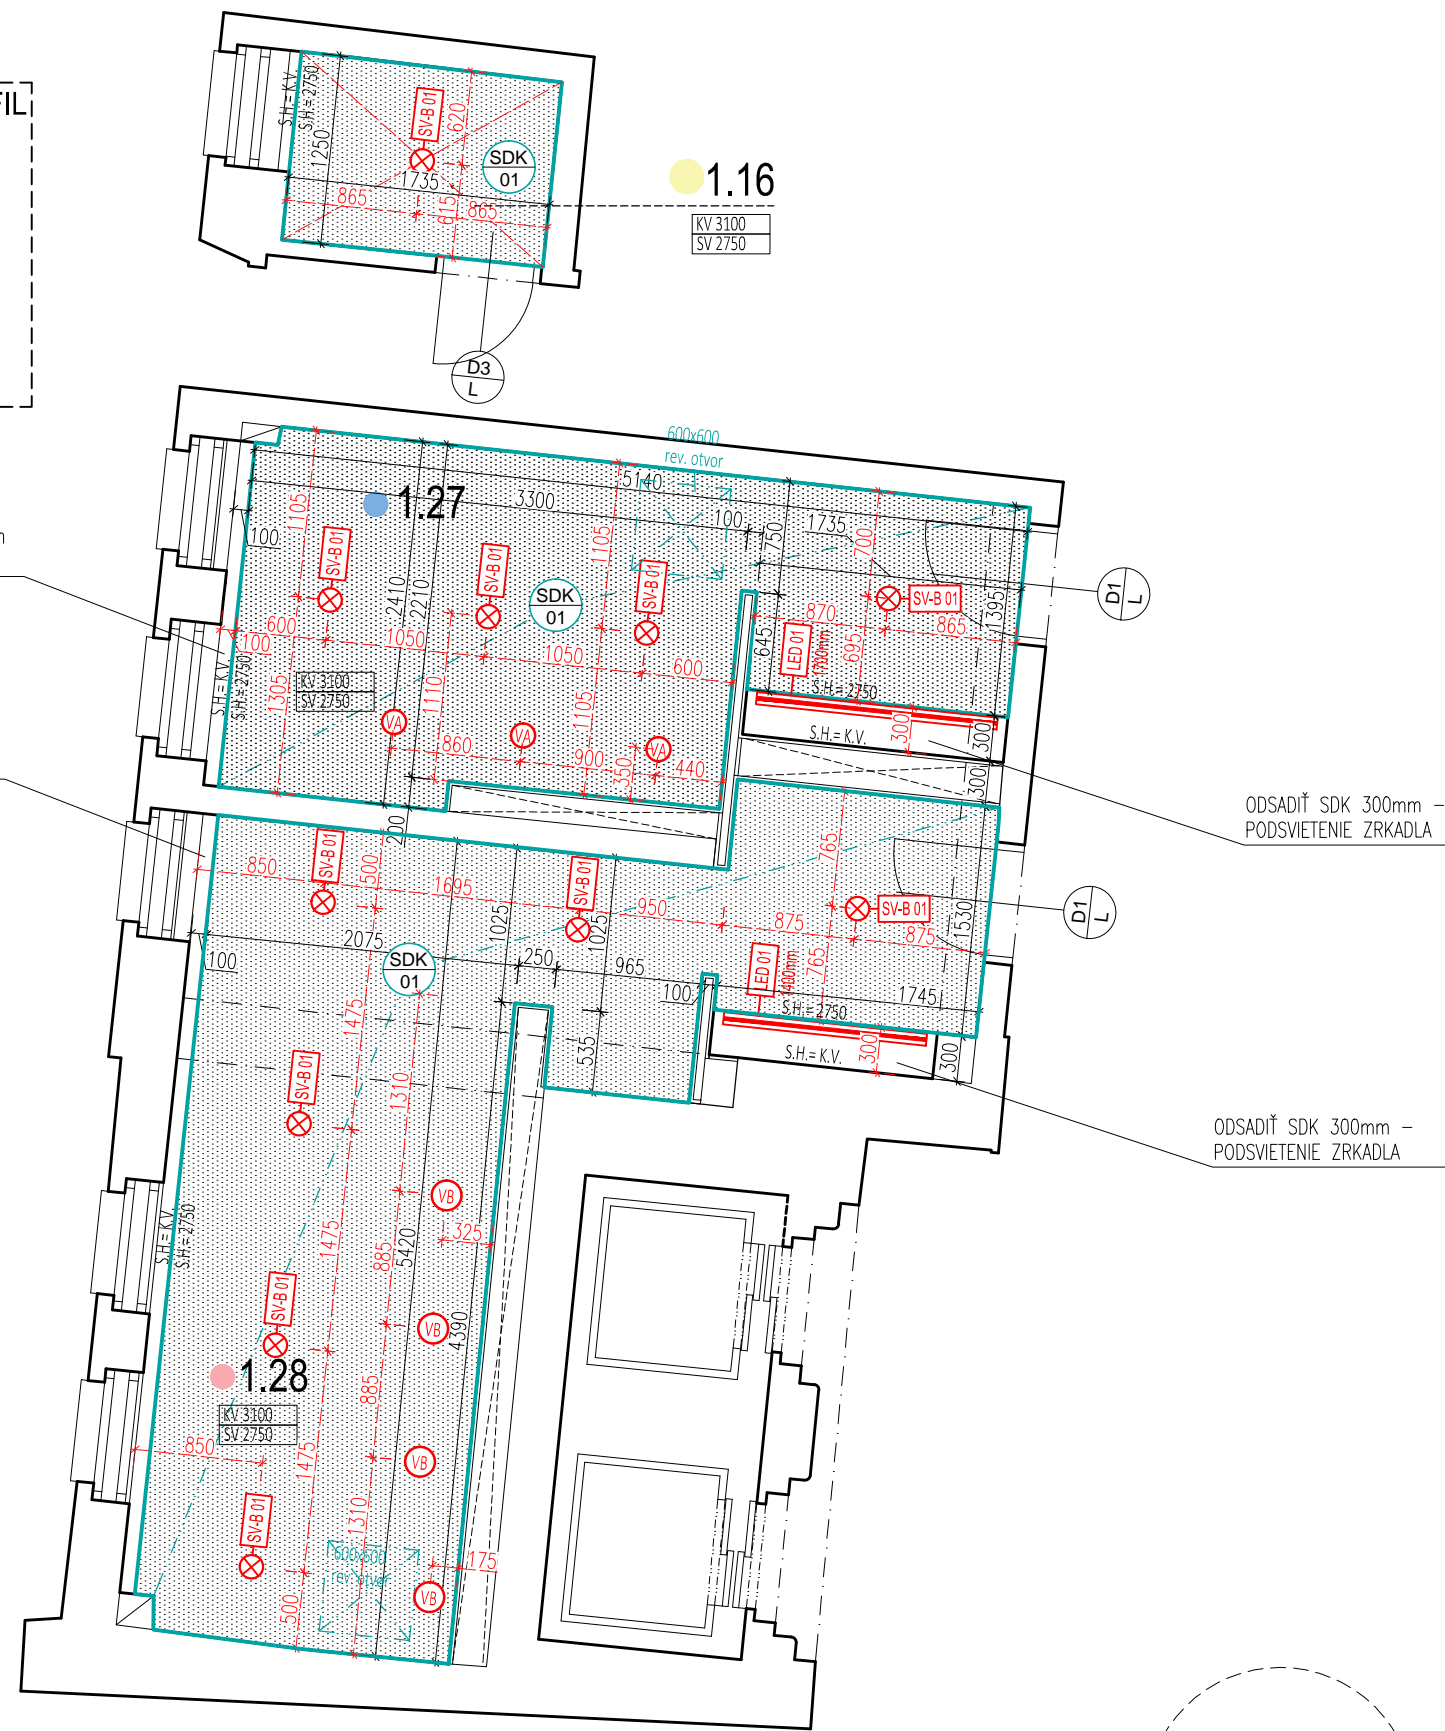 FIL
S.H.= K.V.
S.H.= 2750
1250
SV-B 01
620
SDK
01
1735
865
615
865
1.16
KV 3100
SV 2750
D3
L
600x600
rev. otvor
5140
3300
1.27
1105
100
2410
2210
SV-B 01
SV-B 01
SV-B 01
1105
100
750
1735
700
SV-B 01
D1
L
SDK
01
600
100
1050
1050
600
645
870
865
1395
695
LED 01
1700mm
S.H.= 2750
S.H.= K.V.
S.H.= 2750
KV 3100
SV 2750
1305
1110
1105
VA
VA
VA
860
900
350
440
S.H.= K.V.
300
300
300
ODSADIŤ SDK 300mm –
PODSVIETENIE ZRKADLA
200
850
SV-B 01
500
1695
SV-B 01
950
765
875
SV-B 01
875
1530
D1
L
1025
1025
2075
100
SDK
01
250
965
100
LED 01
1400mm
765
S.H.= 2750
1745
S.H.= K.V.
300
300
ODSADIŤ SDK 300mm –
PODSVIETENIE ZRKADLA
1475
SV-B 01
1310
535
VB
325
S.H.= K.V.
S.H.= 2750
1475
885
5420
SV-B 01
VB
4390
1.28
KV 3100
SV 2750
885
850
1475
VB
SV-B 01
1310
600x600
rev. otvor
175
VB
500